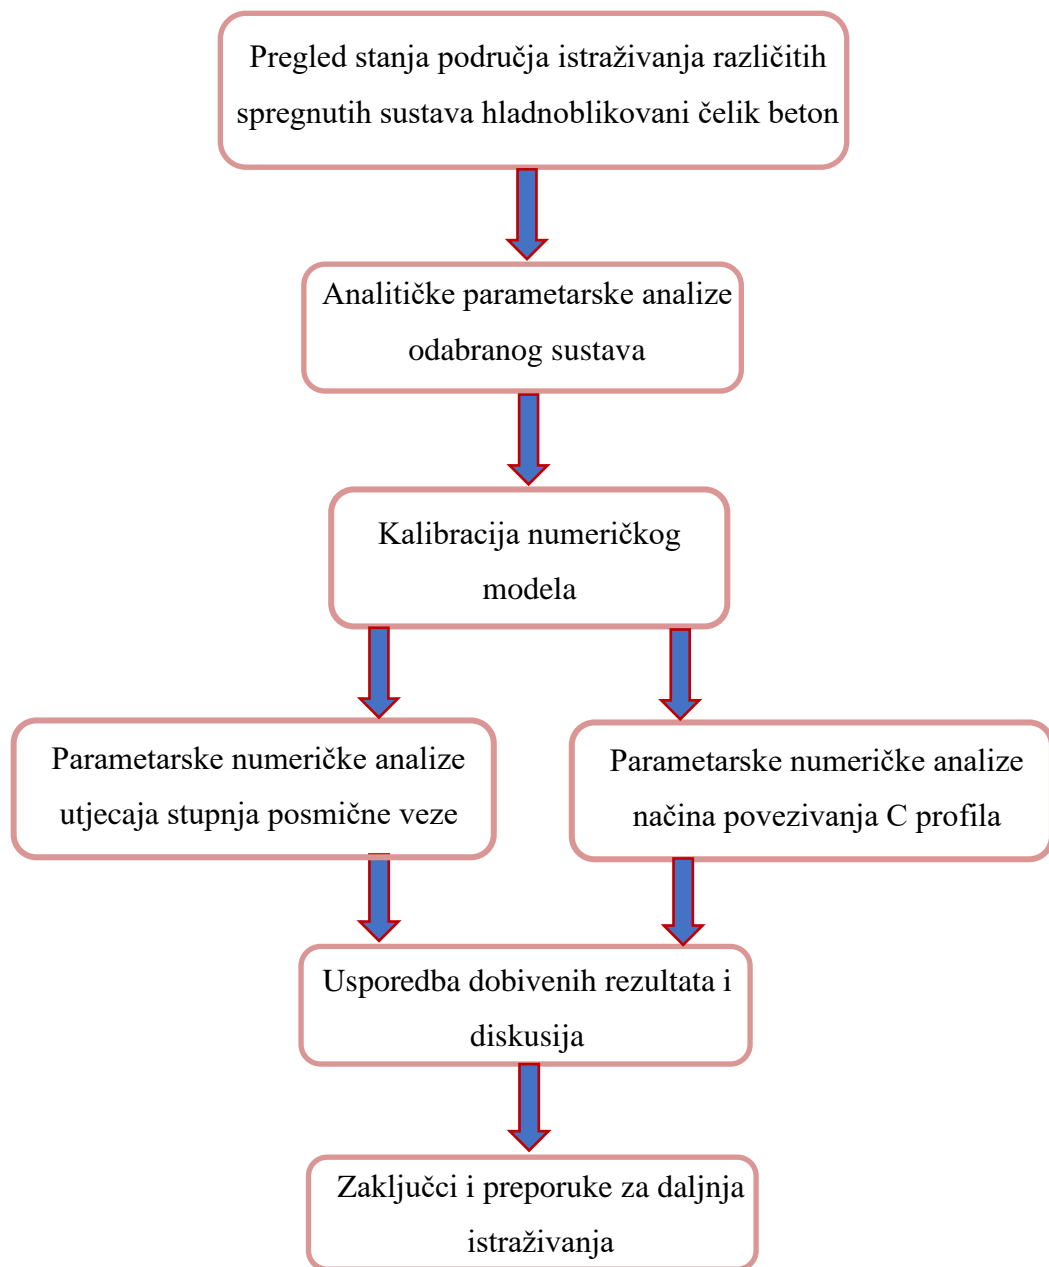 Pregled stanja područja istraživanja različitih
spregnutih sustava hladnoblikovani čelik beton
Analitičke parametarske analize
odabranog sustava
Kalibracija numeričkog
modela
Parametarske numeričke analize
utjecaja stupnja posmične veze
Parametarske numeričke analize
načina povezivanja C profila
Usporedba dobivenih rezultata i
diskusija
Zaključci i preporuke za daljnja
istraživanja